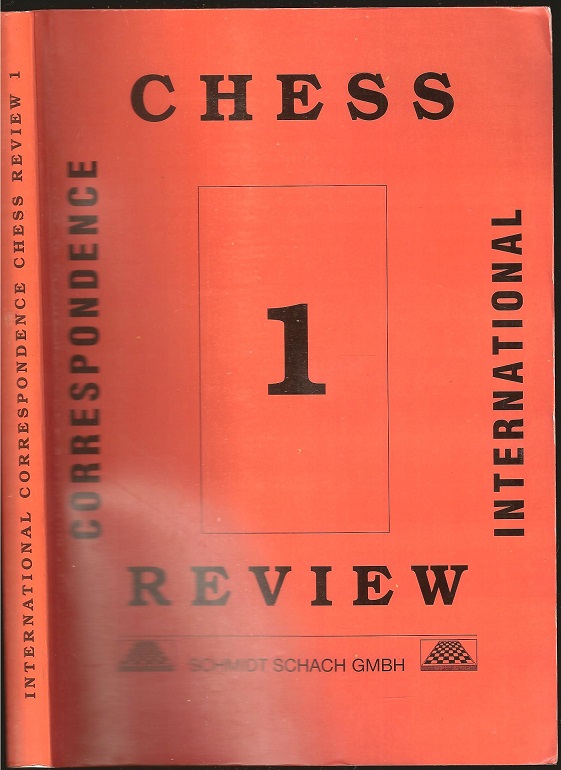 INTERNATIONAL CORRESPONDENCE CHESS REVIEW 1
CHESS
CORRESPONDENCE
1
INTERNATIONAL
REVIEW
SCHMIDT SCHACH GMBH